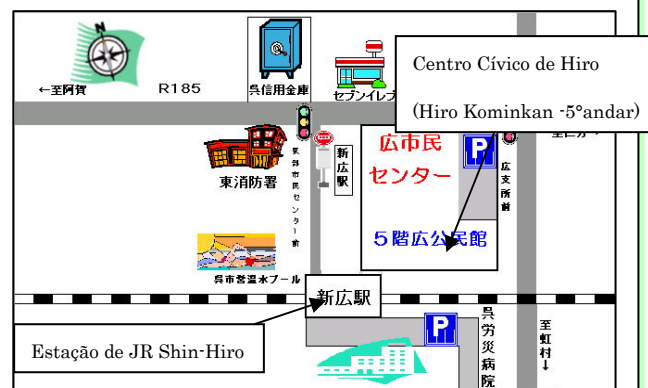 ←至阿賀
R185
呉信用金庫
セブンイレブ
Centro Cívico de Hiro
(Hiro Kominkan -5°andar)
東消防署
東部市民センター前
新広駅
広市民
センター
P
広支所前
5階広公民館
呉市営温水プール
新広駅
Estação de JR Shin-Hiro
P
呉労災病院
至虹村↓